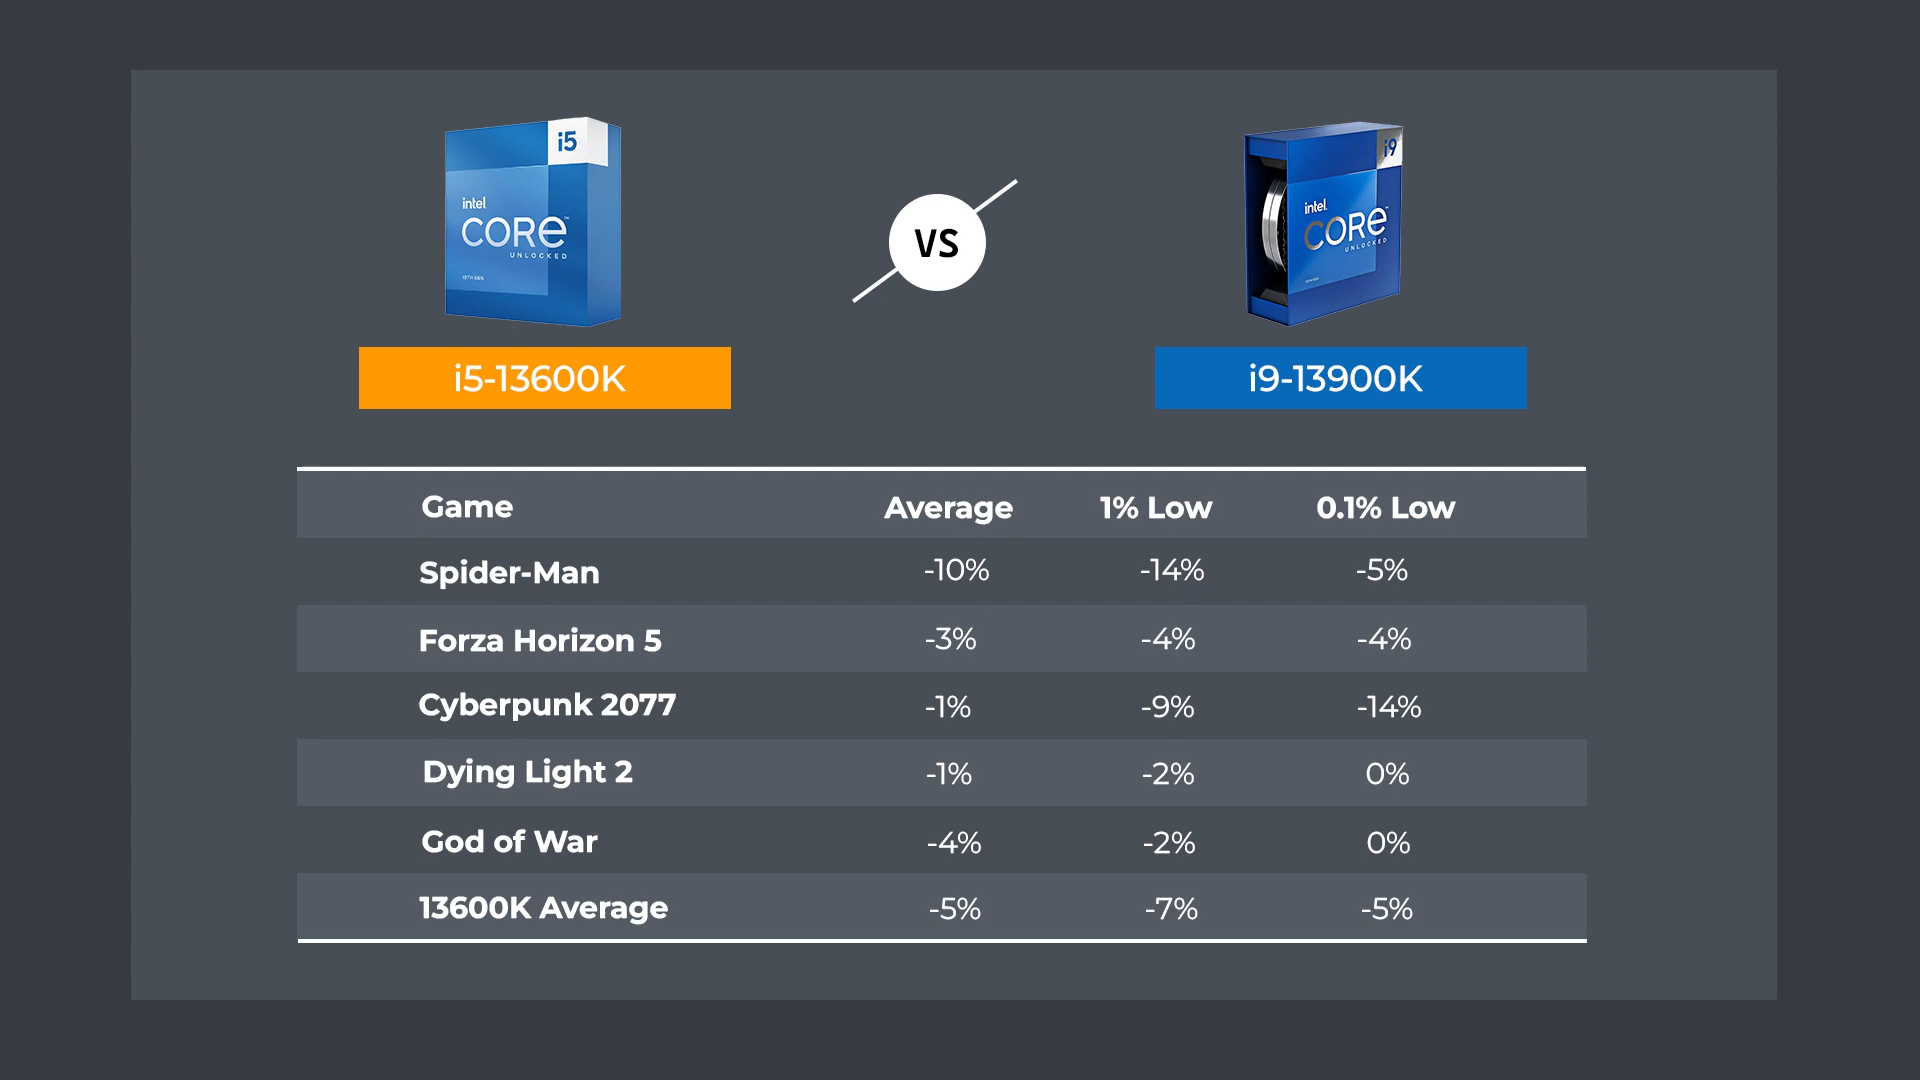 i5
intel
CORE
UNLOCKED
13TH GEN
VS
i9
intel
CORE
UNLOCKED
i5-13600K
i9-13900K
Game Average 1% Low 0.1% Low
Spider-Man -10% -14% -5%
Forza Horizon 5 -3% -4% -4%
Cyberpunk 2077 -1% -9% -14%
Dying Light 2 -1% -2% 0%
God of War -4% -2% 0%
13600K Average -5% -7% -5%